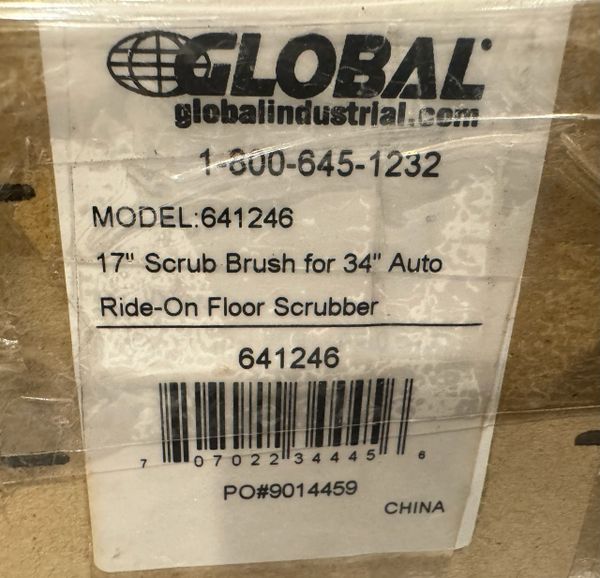 GLOBAL
globalindustrial.com
1-800-645-1232
MODEL:641246
17" Scrub Brush for 34" Auto
Ride-On Floor Scrubber
641246
7 07022 34445 6
PO#9014459
CHINA